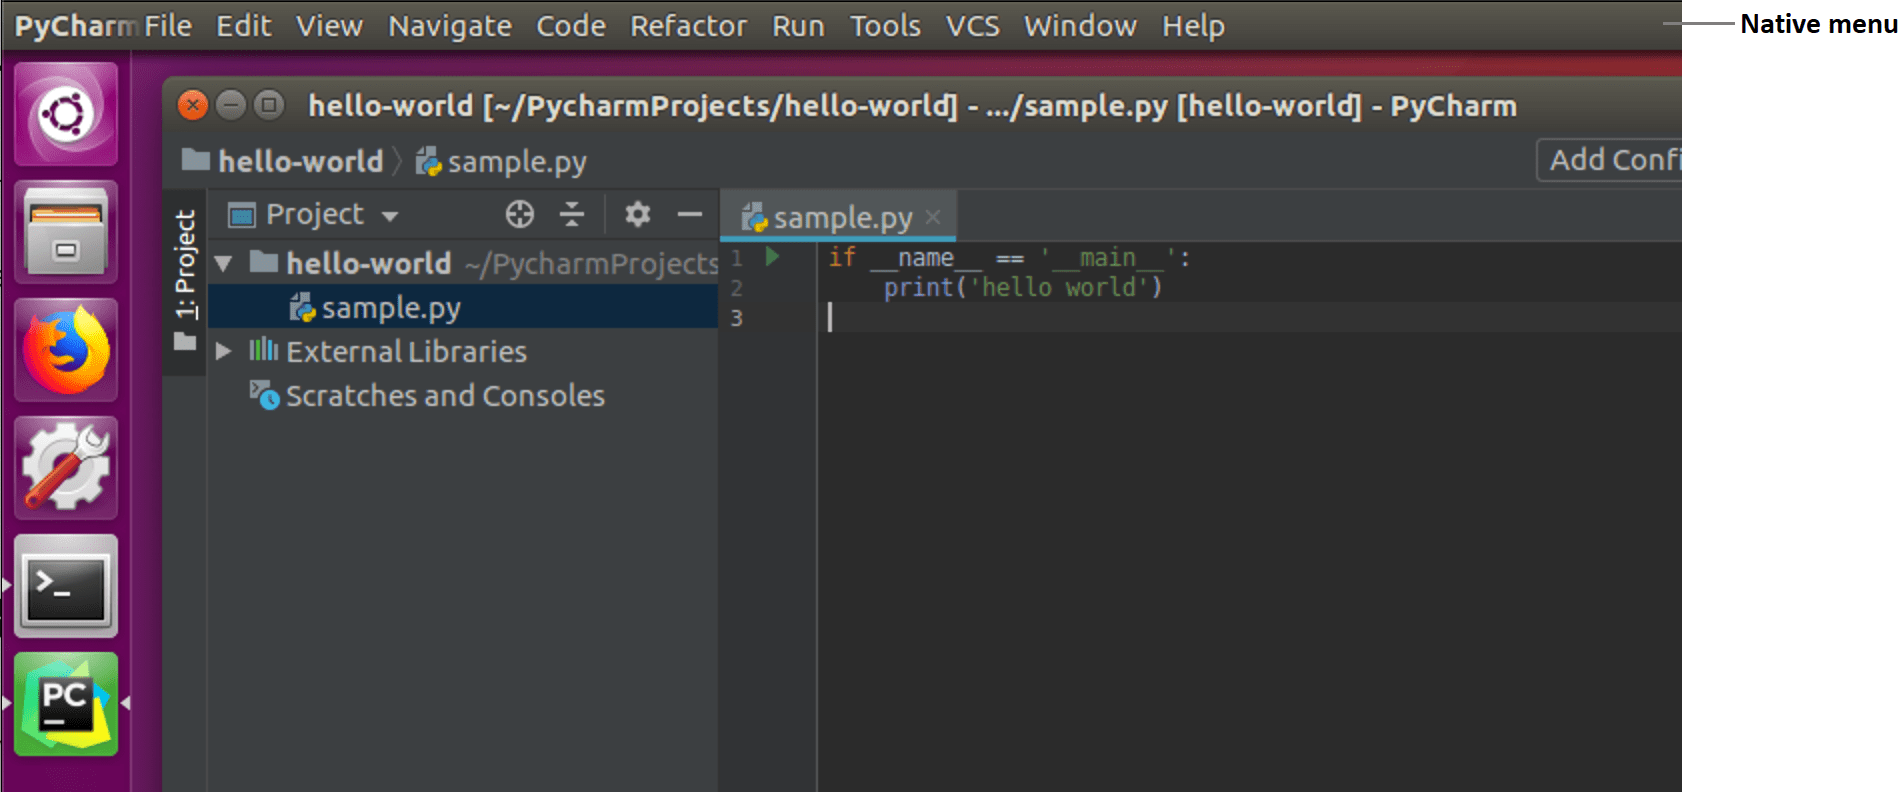 PyCharm File Edit View Navigate Code Refactor Run Tools VCS Window Help
Native menu
hello-world [~/PycharmProjects/hello-world] - .../sample.py [hello-world] - PyCharm
hello-world sample.py
Add Confi
1: Project
Project
hello-world ~/PycharmProjects
sample.py
External Libraries
Scratches and Consoles
sample.py
1 if __name__ == '__main__':
2 print('hello world')
3
>_
PC